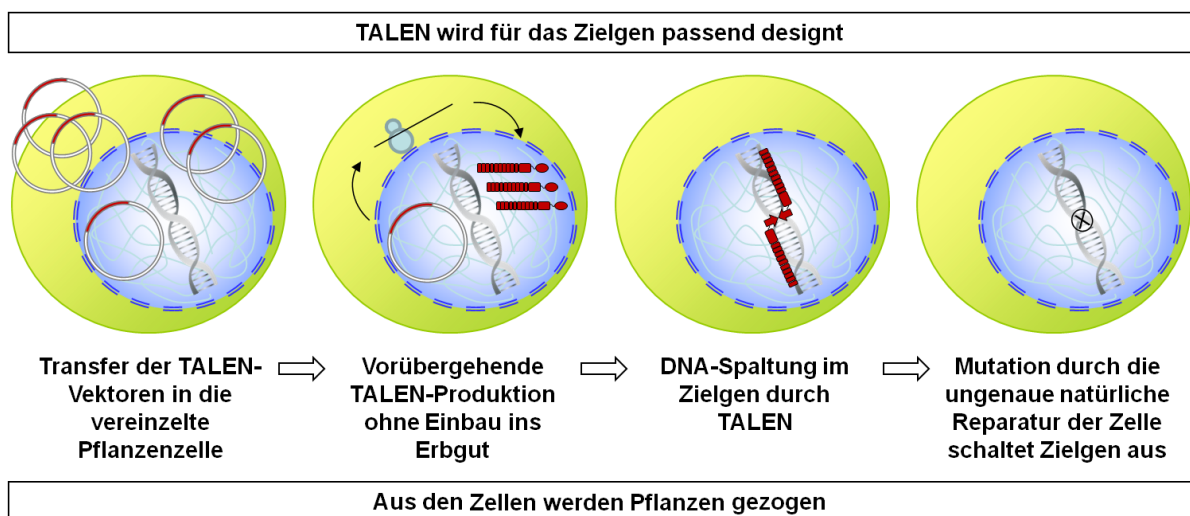 TALEN wird für das Zielgen passend designt
Transfer der TALEN-
Vektoren in die
vereinzelte
Pflanzenzelle
Vorübergehende
TALEN-Produktion
ohne Einbau ins
Erbgut
DNA-Spaltung im
Zielgen durch
TALEN
Mutation durch die
ungenaue natürliche
Reparatur der Zelle
schaltet Zielgen aus
Aus den Zellen werden Pflanzen gezogen